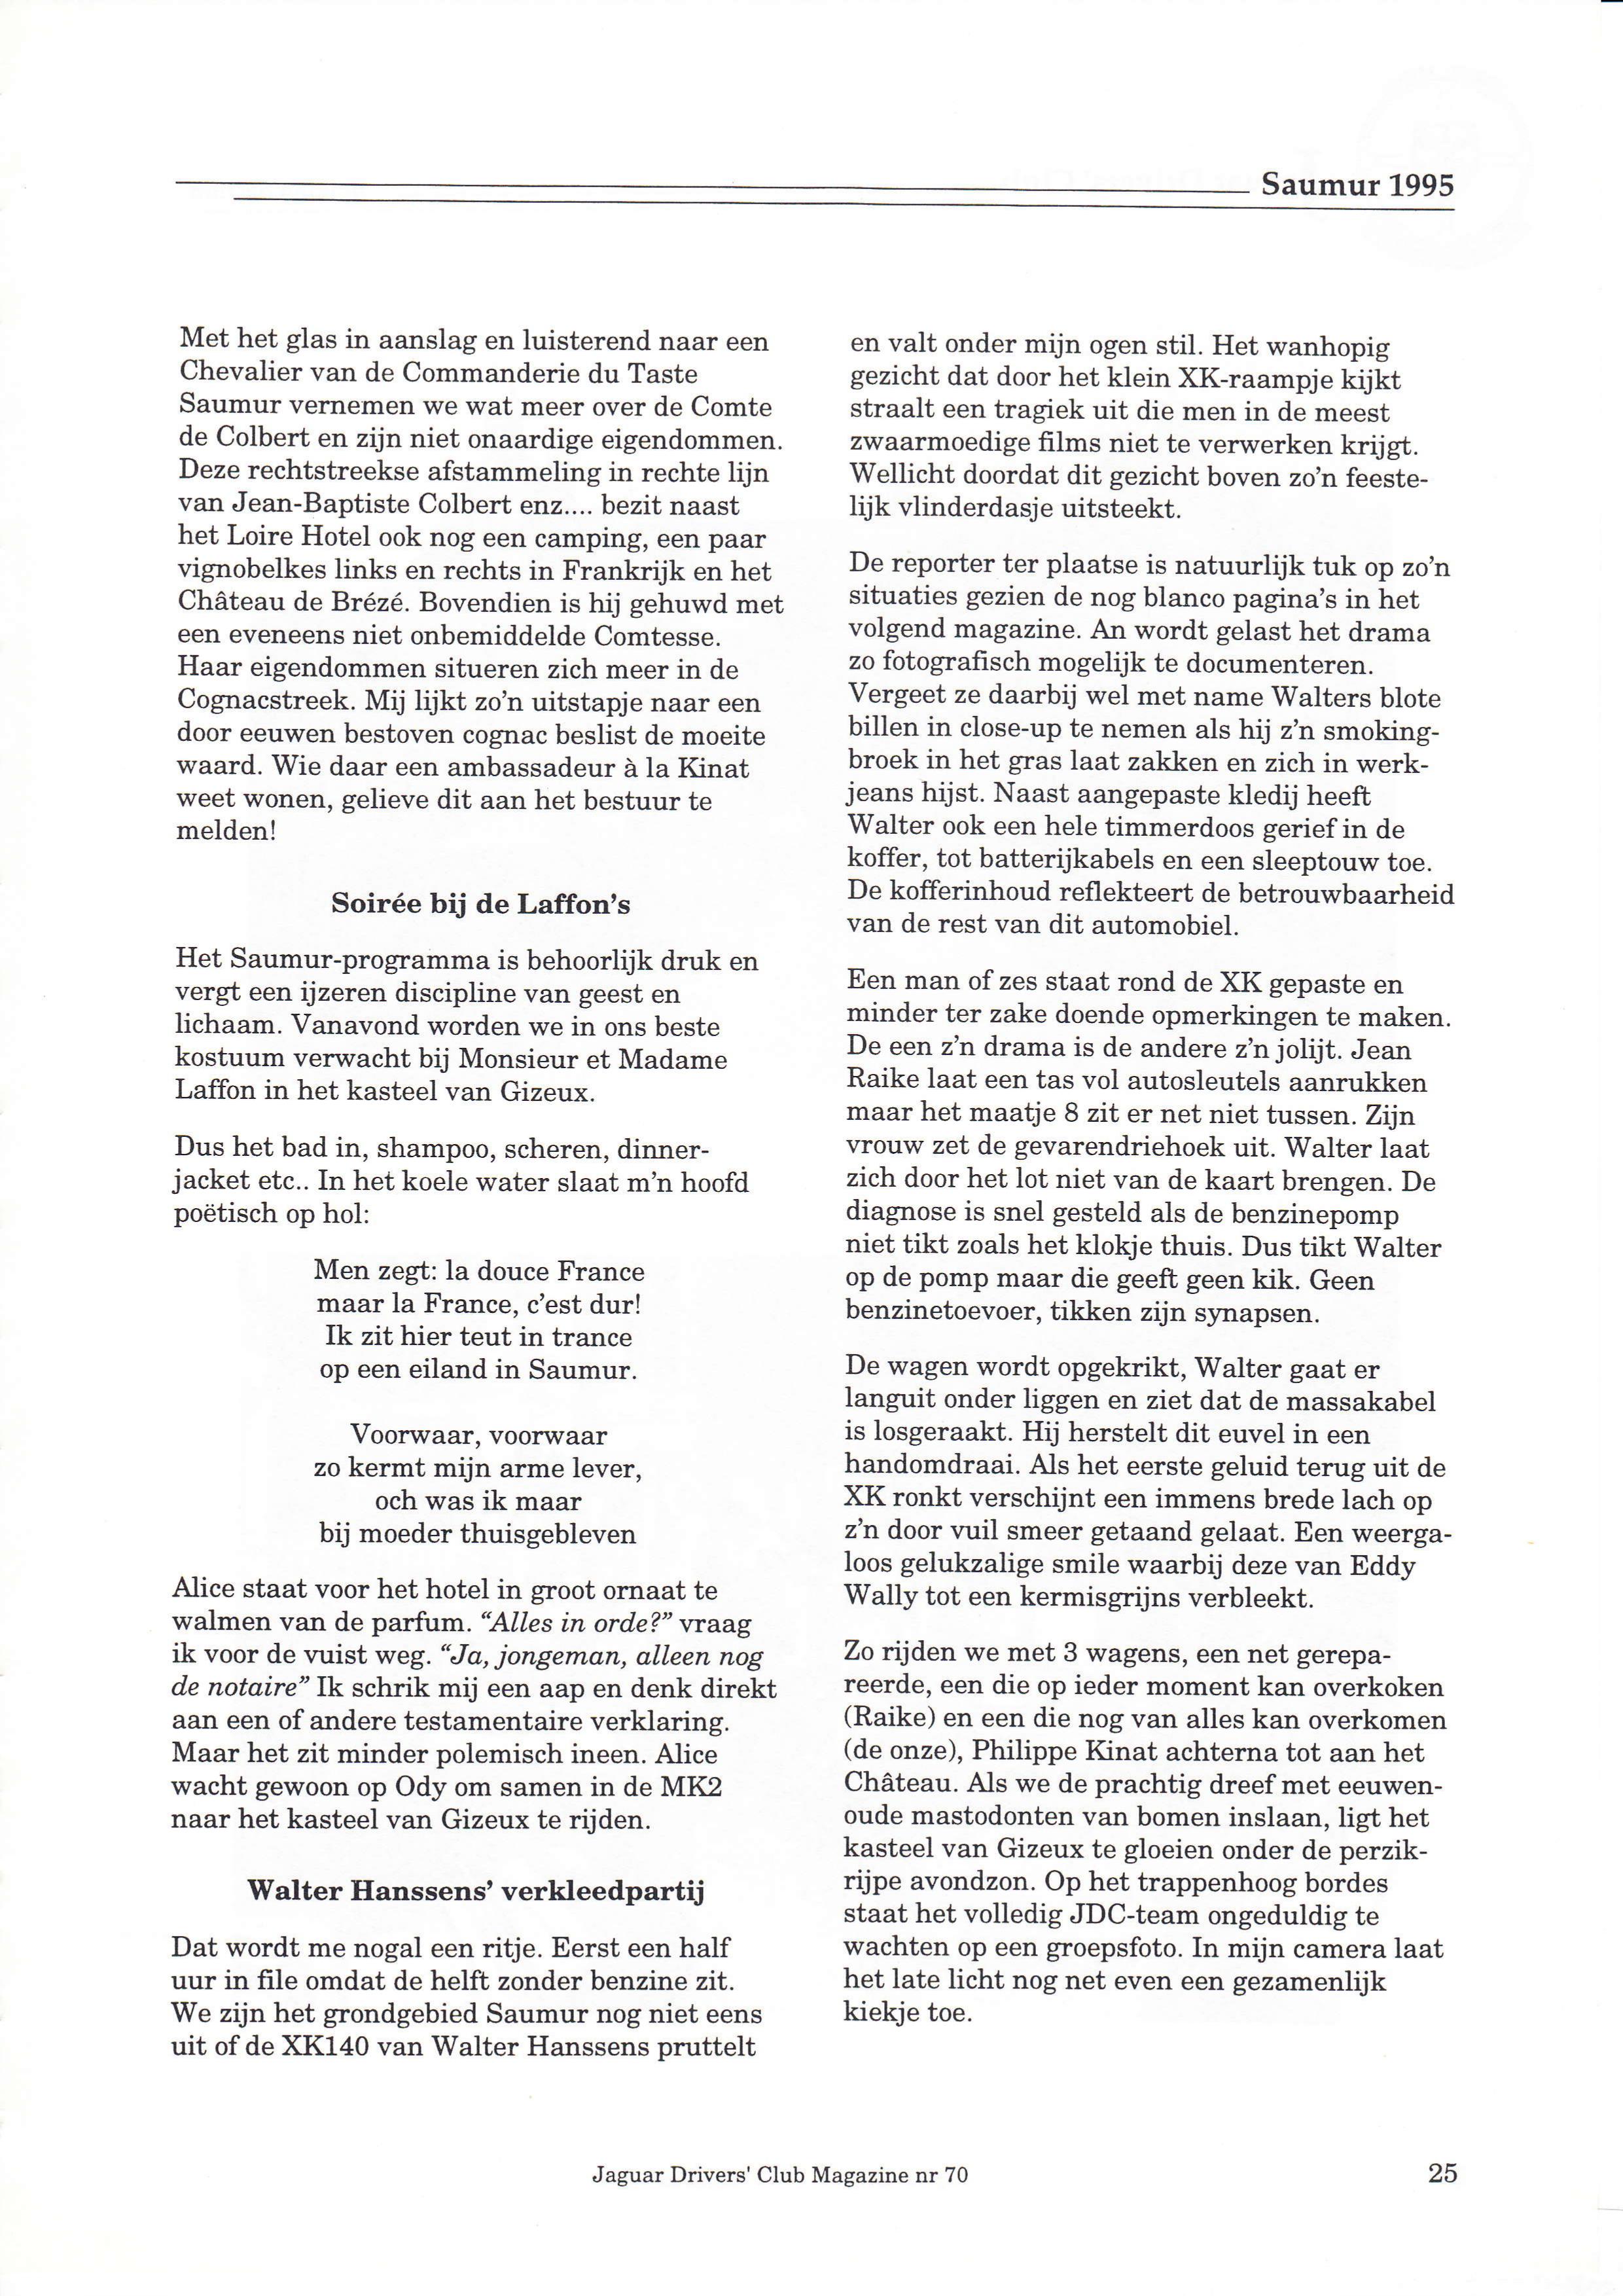 Saumur 1995
Met het glas in aanslag en luisterend naar een
Chevalier van de Commanderie du Taste
Saumur vernemen we wat meer over de Comte
de Colbert en zijn niet onaardige eigendommen.
Deze rechtstreekse afstammeling in rechte lijn
van Jean-Baptiste Colbert enz.... bezit naast
het Loire Hotel ook nog een camping, een paar
vignobelkes links en rechts in Frankrijk en het
Château de Brézé. Bovendien is hij gehuwd met
een eveneens niet onbemiddelde Comtesse.
Haar eigendommen situeren zich meer in de
Cognacstreek. Mij lijkt zo'n uitstapje naar een
door eeuwen bestoven cognac beslist de moeite
waard. Wie daar een ambassadeur à la Kinat
weet wonen, gelieve dit aan het bestuur te
melden!
Soirée bij de Laffon's
Het Saumur-programma is behoorlijk druk en
vergt een ijzeren discipline van geest en
lichaam. Vanavond worden we in ons beste
kostuum verwacht bij Monsieur et Madame
Laffon in het kasteel van Gizeux.
Dus het bad in, shampoo, scheren, dinner-
jacket etc.. In het koele water slaat m'n hoofd
poëtisch op hol:
Men zegt: la douce France
maar la France, c'est dur!
Ik zit hier teut in trance
op een eiland in Saumur.
Voorwaar, voorwaar
zo kermt mijn arme lever,
och was ik maar
bij moeder thuisgebleven
Alice staat voor het hotel in groot ornaat te
walmen van de parfum. “Alles in orde?” vraag
ik voor de vuist weg. “Ja, jongeman, alleen nog
de notaire” Ik schrik mij een aap en denk direkt
aan een of andere testamentaire verklaring.
Maar het zit minder polemisch ineen. Alice
wacht gewoon op Ody om samen in de MK2
naar het kasteel van Gizeux te rijden.
Walter Hanssens' verkleedpartij
Dat wordt me nogal een ritje. Eerst een half
uur in file omdat de helft zonder benzine zit.
We zijn het grondgebied Saumur nog niet eens
uit of de XK140 van Walter Hanssens pruttelt
en valt onder mijn ogen stil. Het wanhopig
gezicht dat door het klein XK-raampje kijkt
straalt een tragiek uit die men in de meest
zwaarmoedige films niet te verwerken krijgt.
Wellicht doordat dit gezicht boven zo'n feeste-
lijk vlinderdasje uitsteekt.
De reporter ter plaatse is natuurlijk tuk op zo'n
situaties gezien de nog blanco pagina's in het
volgend magazine. An wordt gelast het drama
zo fotografisch mogelijk te documenteren.
Vergeet ze daarbij wel met name Walters blote
billen in close-up te nemen als hij z'n smoking-
broek in het gras laat zakken en zich in werk-
jeans hijst. Naast aangepaste kledij heeft
Walter ook een hele timmerdoos gerief in de
koffer, tot batterijkabels en een sleeptouw toe.
De kofferinhoud reflekteert de betrouwbaarheid
van de rest van dit automobiel.
Een man of zes staat rond de XK gepaste en
minder ter zake doende opmerkingen te maken.
De een z'n drama is de andere z'n jolijt. Jean
Raike laat een tas vol autosleutels aanrukken
maar het maatje 8 zit er net niet tussen. Zijn
vrouw zet de gevarendriehoek uit. Walter laat
zich door het lot niet van de kaart brengen. De
diagnose is snel gesteld als de benzinepomp
niet tikt zoals het klokje thuis. Dus tikt Walter
op de pomp maar die geeft geen kik. Geen
benzinetoevoer, tikken zijn synapsen.
De wagen wordt opgekrikt, Walter gaat er
languit onder liggen en ziet dat de massakabel
is losgeraakt. Hij herstelt dit euvel in een
handomdraai. Als het eerste geluid terug uit de
XK ronkt verschijnt een immens brede lach op
z'n door vuil smeer getaand gelaat. Een weerga-
loos gelukzalige smile waarbij deze van Eddy
Wally tot een kermisgrijns verbleekt.
Zo rijden we met 3 wagens, een net gerepa-
reerde, een die op ieder moment kan overkoken
(Raike) en een die nog van alles kan overkomen
(de onze), Philippe Kinat achterna tot aan het
Château. Als we de prachtig dreef met eeuwen-
oude mastodonten van bomen inslaan, ligt het
kasteel van Gizeux te gloeien onder de perzik-
rijpe avondzon. Op het trappenhoog bordes
staat het volledig JDC-team ongeduldig te
wachten op een groepsfoto. In mijn camera laat
het late licht nog net even een gezamenlijk
kiekje toe.
Jaguar Drivers' Club Magazine nr 70
25